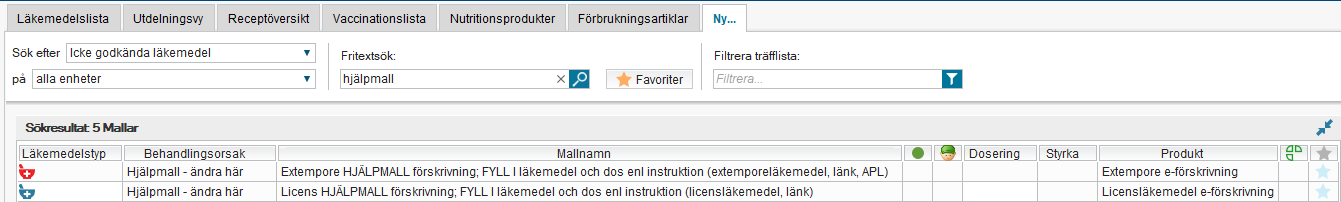 Läkemedelslista Utdelningsvy Receptöversikt Vaccinationslista Nutritionsprodukter Förbrukningsartiklar Ny...
Sök efter Icke godkända läkemedel Fritextsök: Filtrera träfflista:
på alla enheter hjälpmall Favoriter Filtrera...
Sökresultat: 5 Mallar
Läkemedelstyp Behandlingsorsak Mallnamn Dosering Styrka Produkt
Hjälpmall - ändra här Extempore HJÄLPMALL förskrivning; FYLL I läkemedel och dos enl instruktion (extemporeläkemedel, länk, APL) Extempore e-förskrivning
Hjälpmall - ändra här Licens HJÄLPMALL förskrivning; FYLL I läkemedel och dos enl instruktion (licensläkemedel, länk) Licensläkemedel e-förskrivning